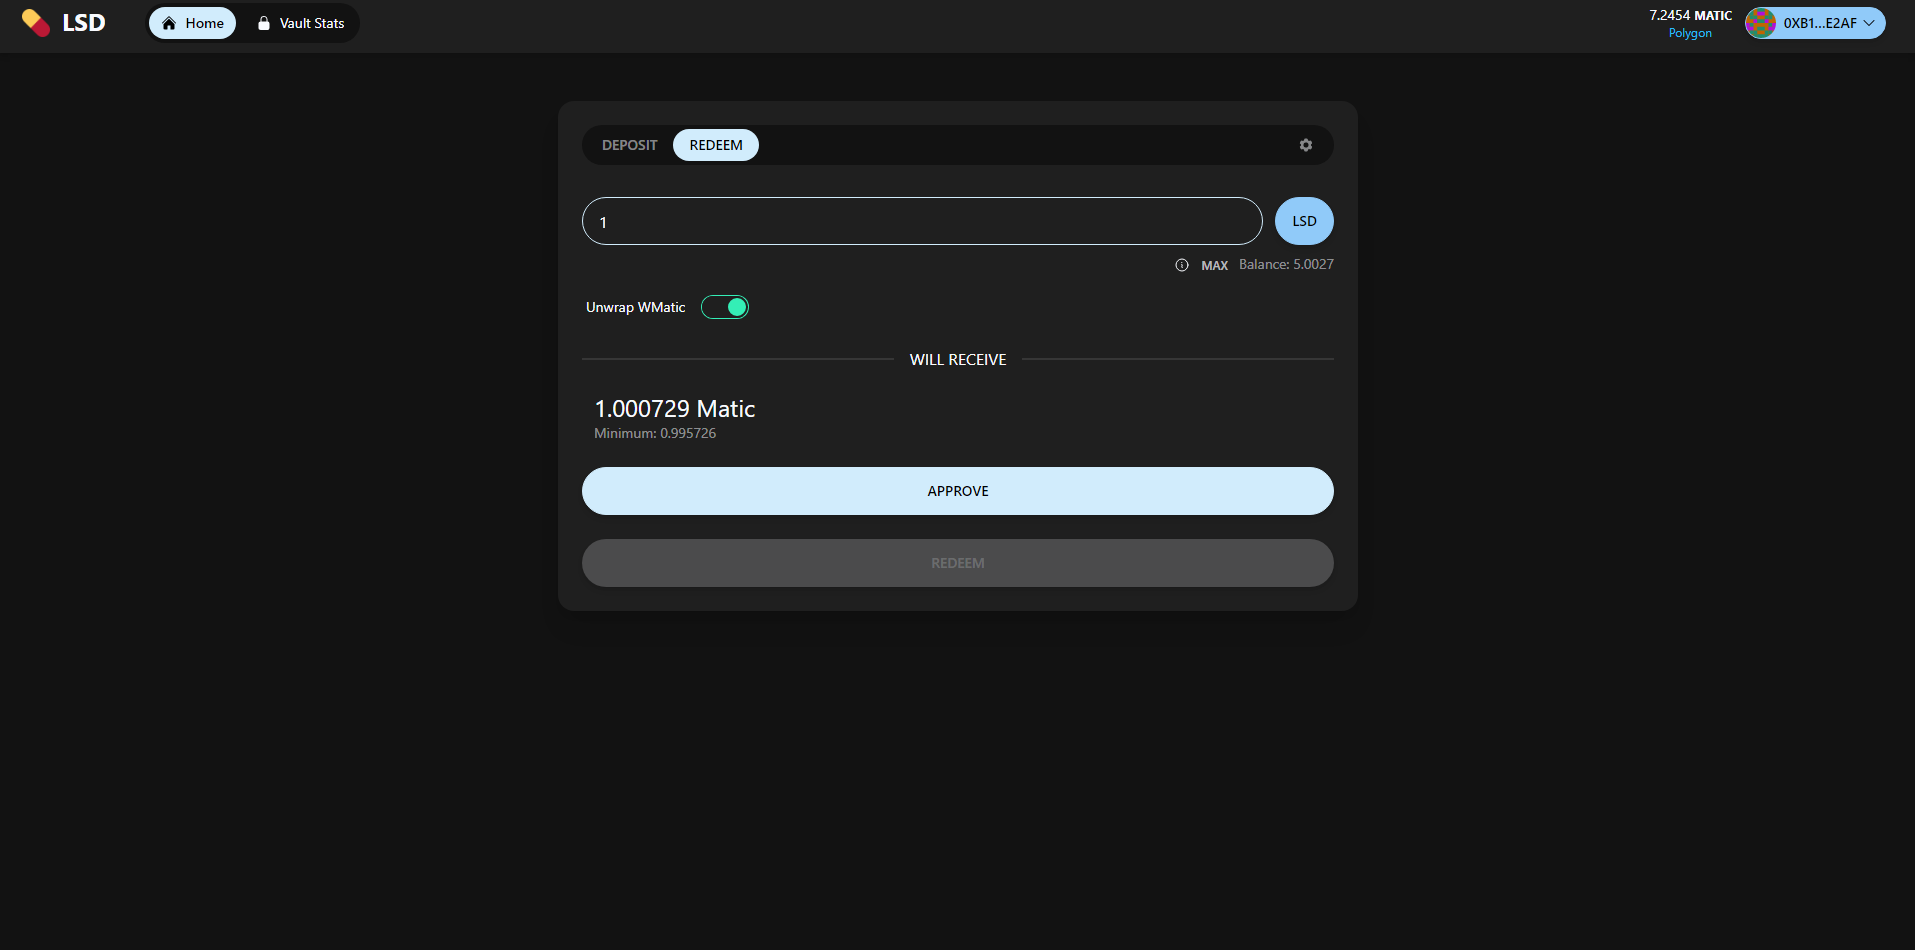 LSD
Home
Vault Stats
7.2454 MATIC
Polygon
0XB1...E2AF
DEPOSIT
REDEEM
1
LSD
MAX
Balance: 5.0027
Unwrap WMatic
WILL RECEIVE
1.000729 Matic
Minimum: 0.995726
APPROVE
REDEEM